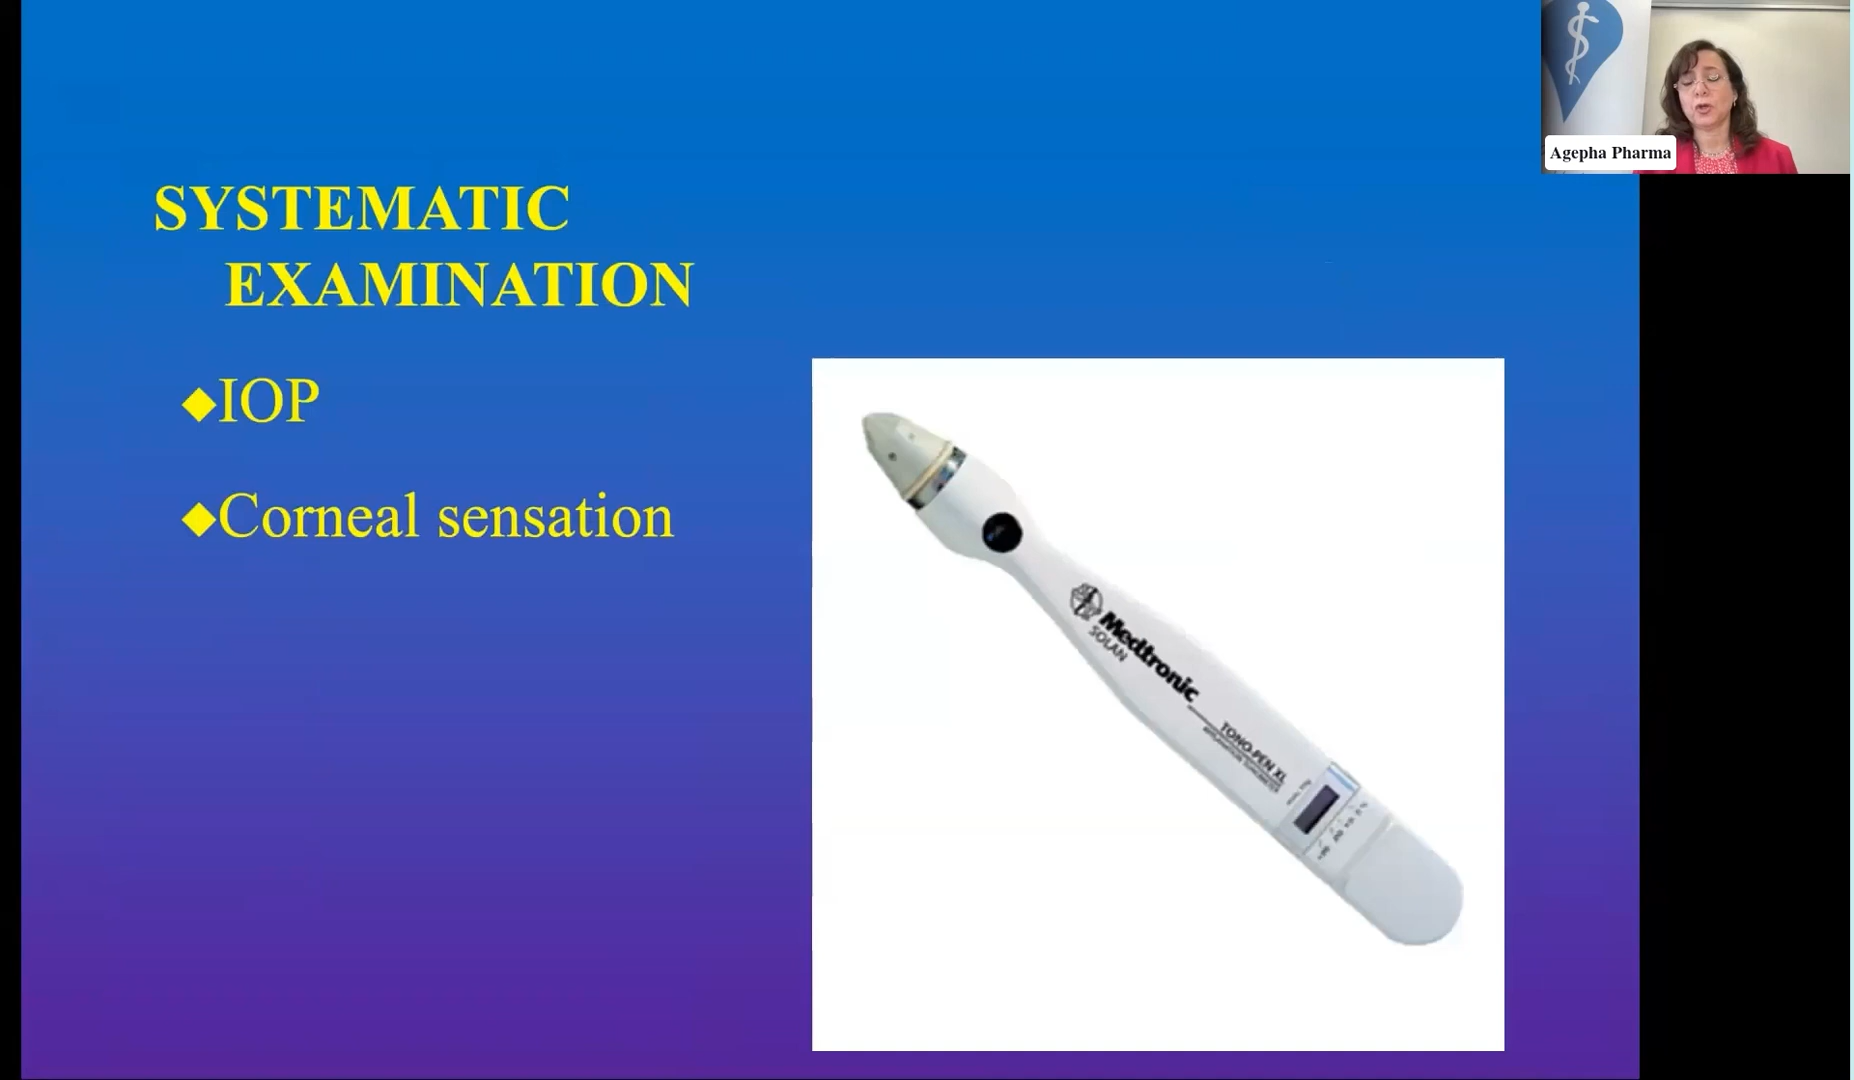 SYSTEMATIC
EXAMINATION
◆IOP
◆Corneal sensation
Agepha Pharma
Medtronic
SOLAN
TONO-PEN XL